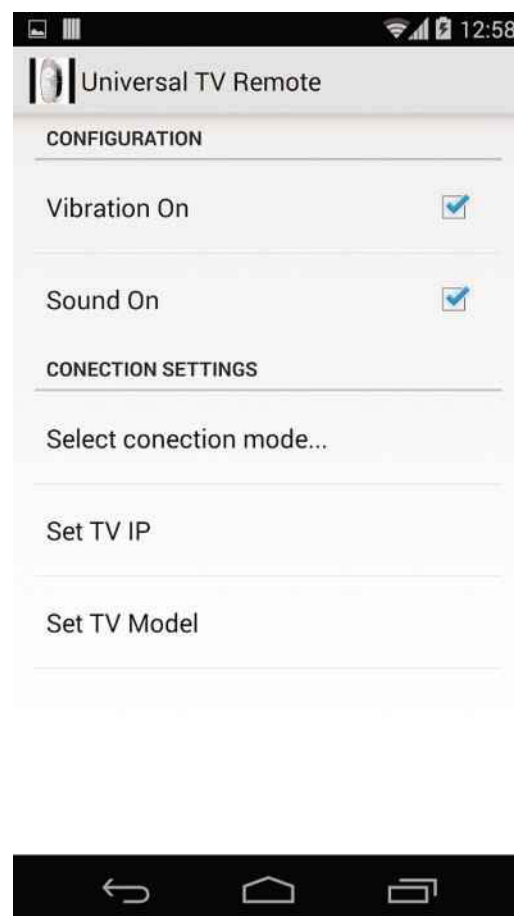 12:58
Universal TV Remote
CONFIGURATION
Vibration On
Sound On
CONECTION SETTINGS
Select conection mode...
Set TV IP
Set TV Model